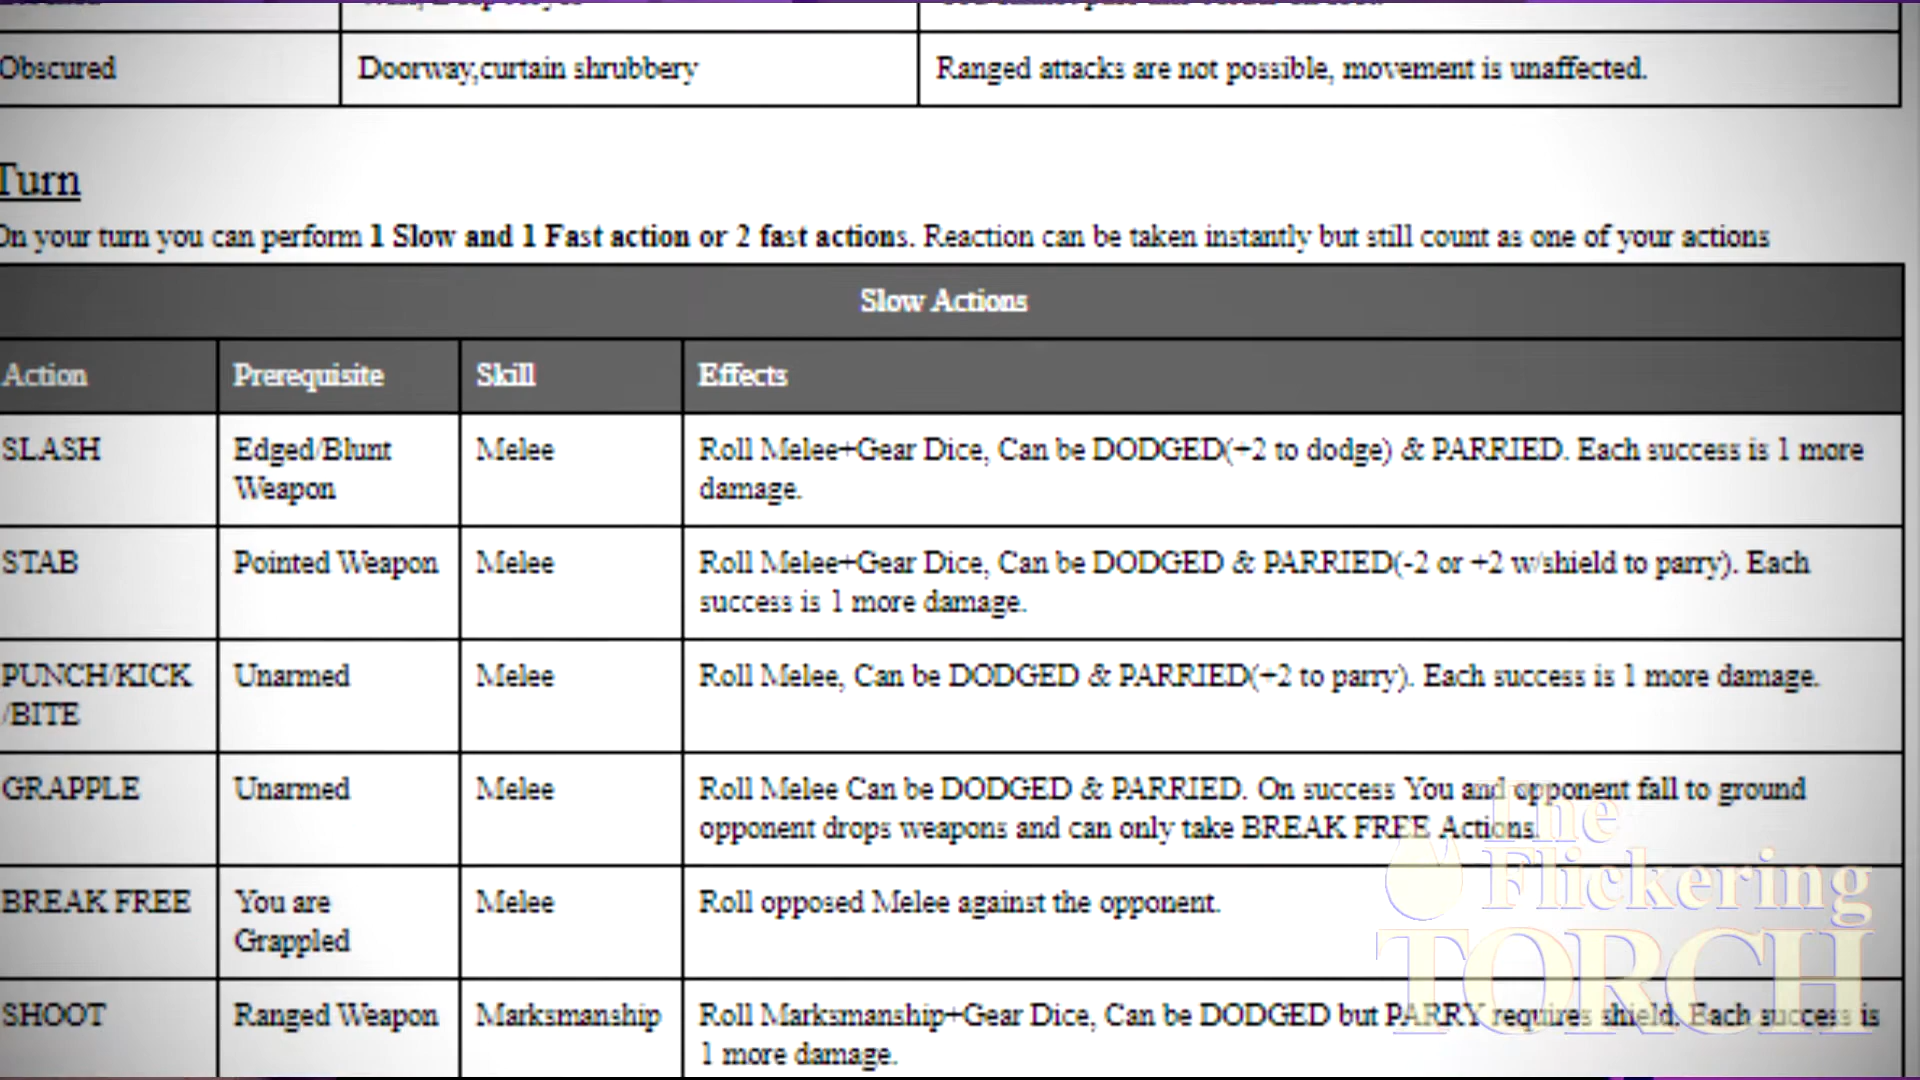 Obscured
Doorway,curtain shrubbery
Ranged attacks are not possible, movement is unaffected.
Turn
On your turn you can perform 1 Slow and 1 Fast action or 2 fast actions. Reaction can be taken instantly but still count as one of your actions
Slow Actions
Action
Prerequisite
Skill
Effects
SLASH
Edged/Blunt
Weapon
Melee
Roll Melee+Gear Dice, Can be DODGED(+2 to dodge) & PARRIED. Each success is 1 more
damage.
STAB
Pointed Weapon
Melee
Roll Melee+Gear Dice, Can be DODGED & PARRIED(-2 or +2 w/shield to parry). Each
success is 1 more damage.
PUNCH/KICK
/BITE
Unarmed
Melee
Roll Melee, Can be DODGED & PARRIED(+2 to parry). Each success is 1 more damage.
GRAPPLE
Unarmed
Melee
Roll Melee Can be DODGED & PARRIED. On success You and opponent fall to ground
opponent drops weapons and can only take BREAK FREE Actions.
BREAK FREE
You are
Grappled
Melee
Roll opposed Melee against the opponent.
SHOOT
Ranged Weapon
Marksmanship
Roll Marksmanship+Gear Dice, Can be DODGED but PARRY requires shield. Each success is
1 more damage.
The
Flickering
TORCH